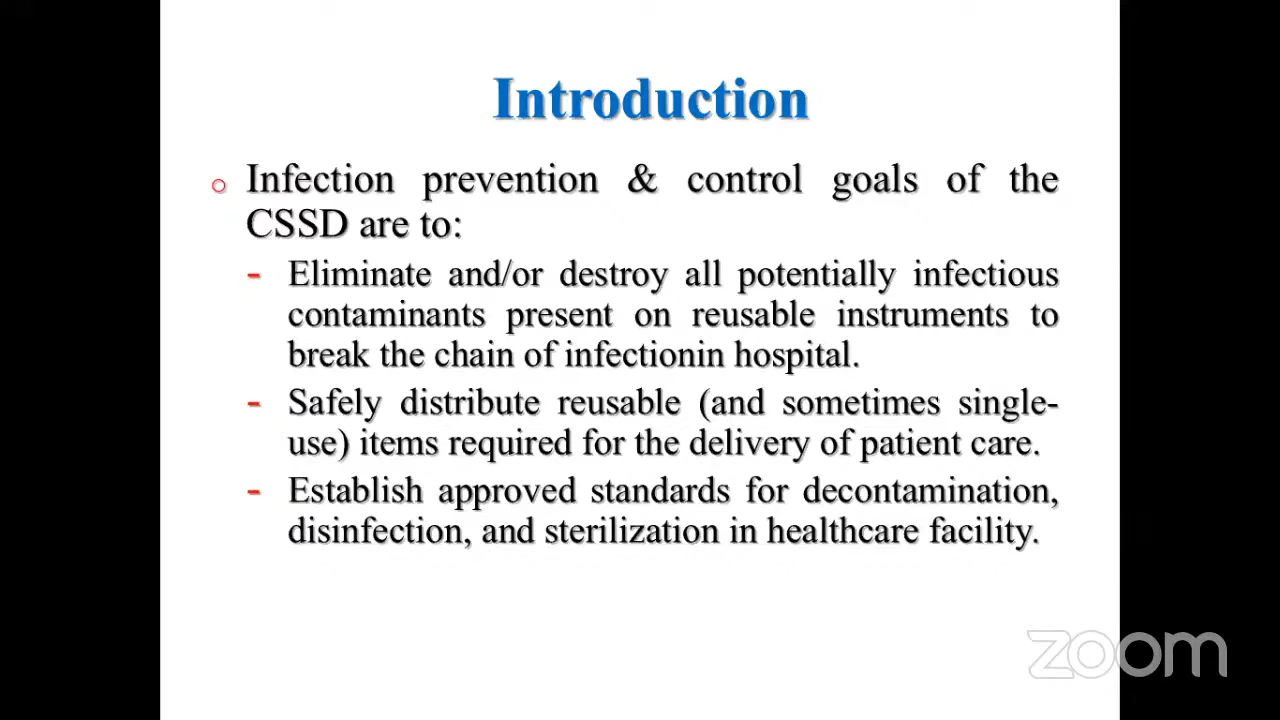 Introduction
o Infection prevention & control goals of the
CSSD are to:
- Eliminate and/or destroy all potentially infectious
contaminants present on reusable instruments to
break the chain of infectionin hospital.
- Safely distribute reusable (and sometimes single-
use) items required for the delivery of patient care.
- Establish approved standards for decontamination,
disinfection, and sterilization in healthcare facility.
zoom